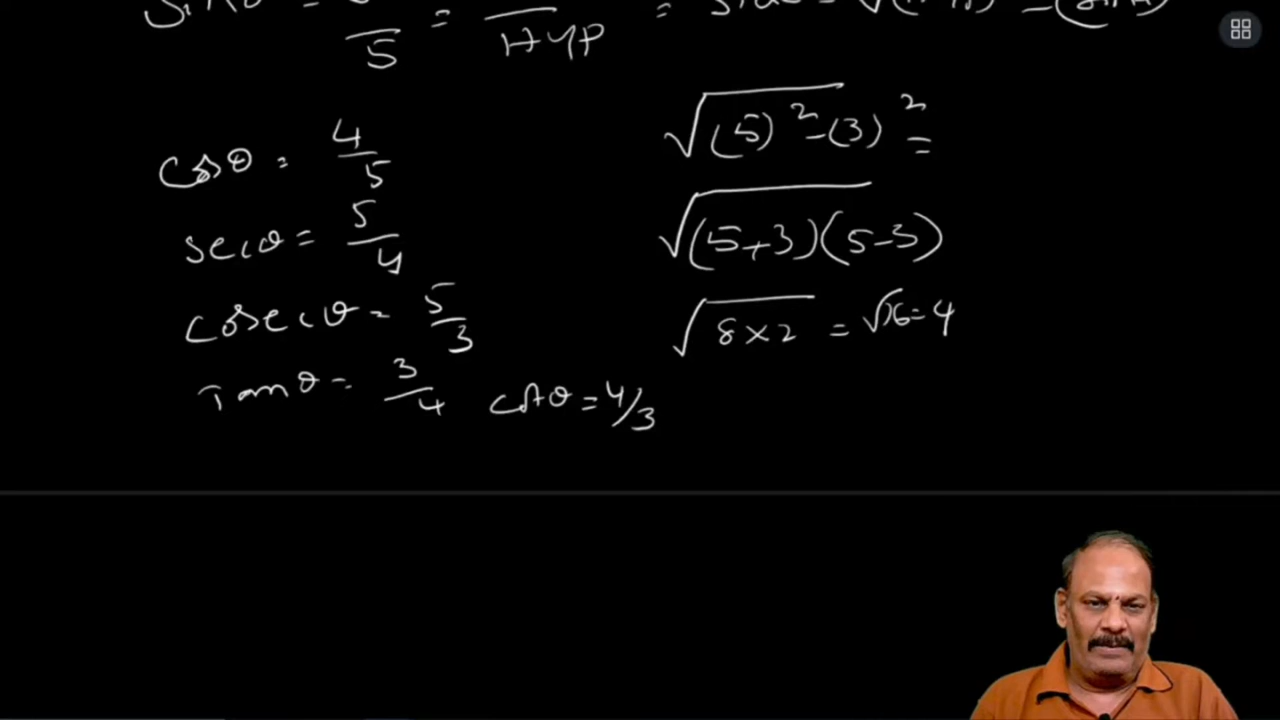 5 = Hyp =
cosθ = 4/5
secθ = 5/4
cosecθ = 5/3
Tanθ = 3/4 cotθ = 4/3
√(5)²-(3)² =
√(5+3)(5-3)
√8×2 = √16 = 4